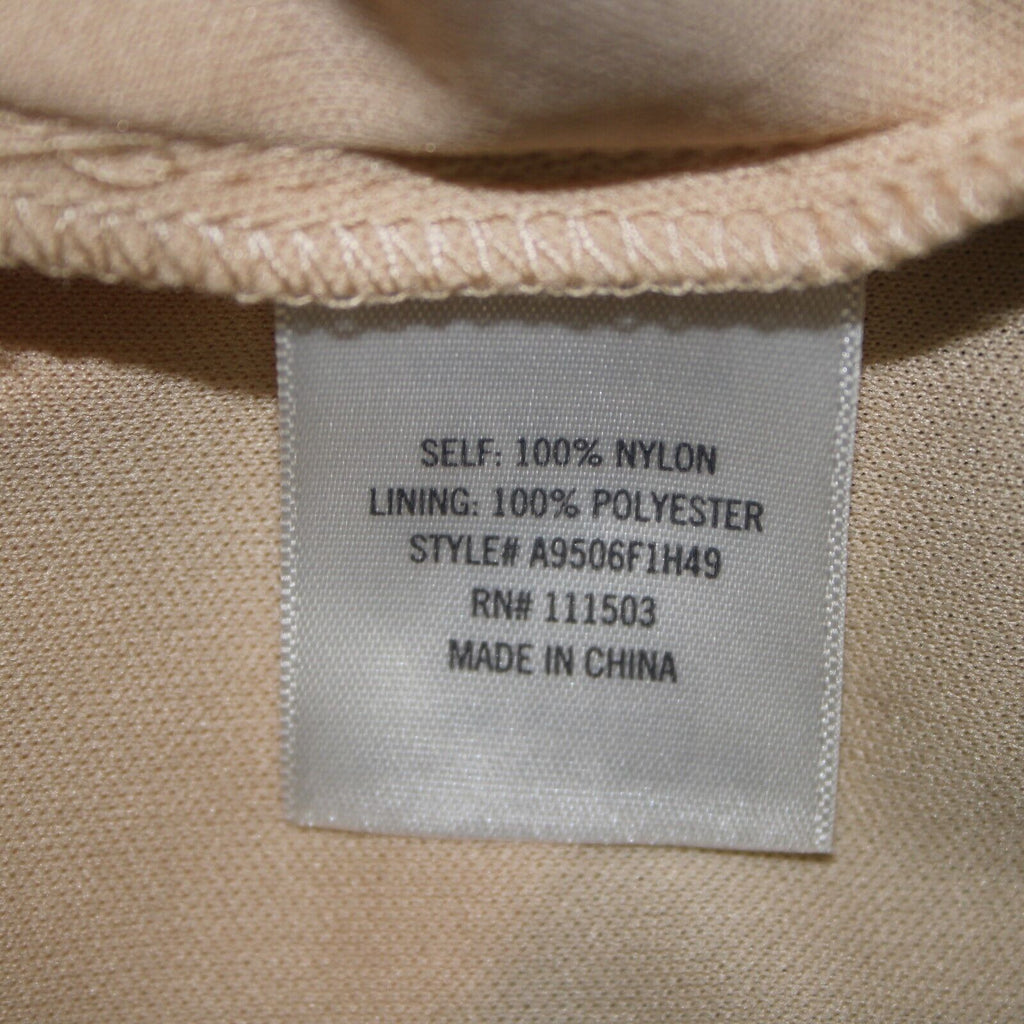 SELF: 100% NYLON
LINING: 100% POLYESTER
STYLE# A9506F1H49
RN# 111503
MADE IN CHINA